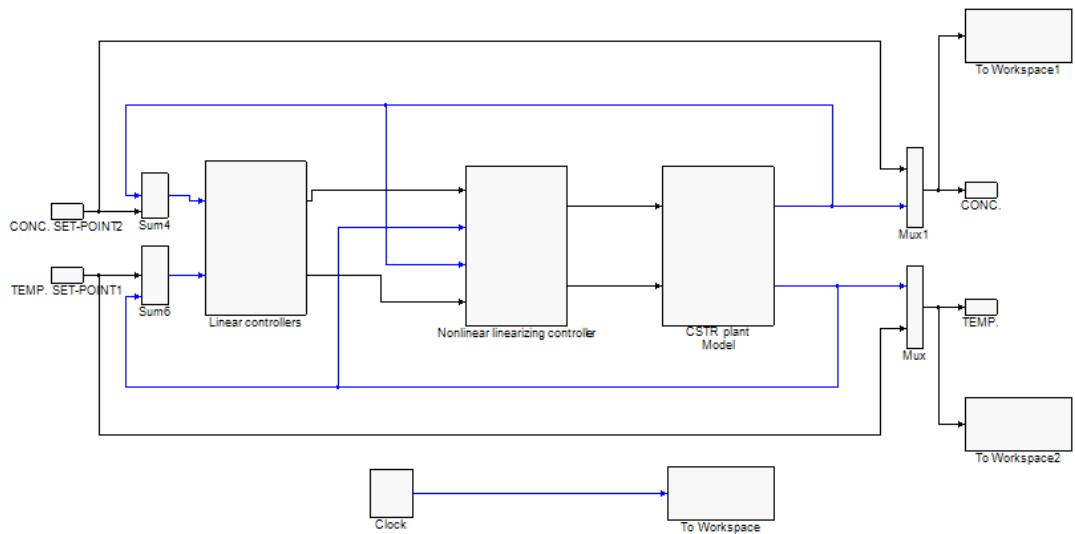 To Workspace1
CONC. SET-POINT2
Sum4
CONC.
Mux1
TEMP. SET-POINT1
Sum6
Linear controllers
Nonlinear linearizing controller
CSTR plant
Model
TEMP.
Mux
To Workspace2
Clock
To Workspace